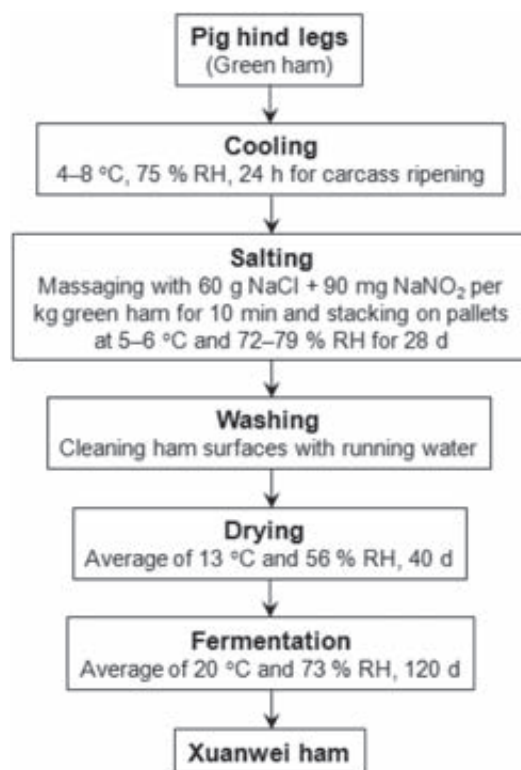 Pig hind legs
(Green ham)
Cooling
4–8 °C, 75 % RH, 24 h for carcass ripening
Salting
Massaging with 60 g NaCl + 90 mg NaNO₂ per
kg green ham for 10 min and stacking on pallets
at 5–6 °C and 72–79 % RH for 28 d
Washing
Cleaning ham surfaces with running water
Drying
Average of 13 °C and 56 % RH, 40 d
Fermentation
Average of 20 °C and 73 % RH, 120 d
Xuanwei ham